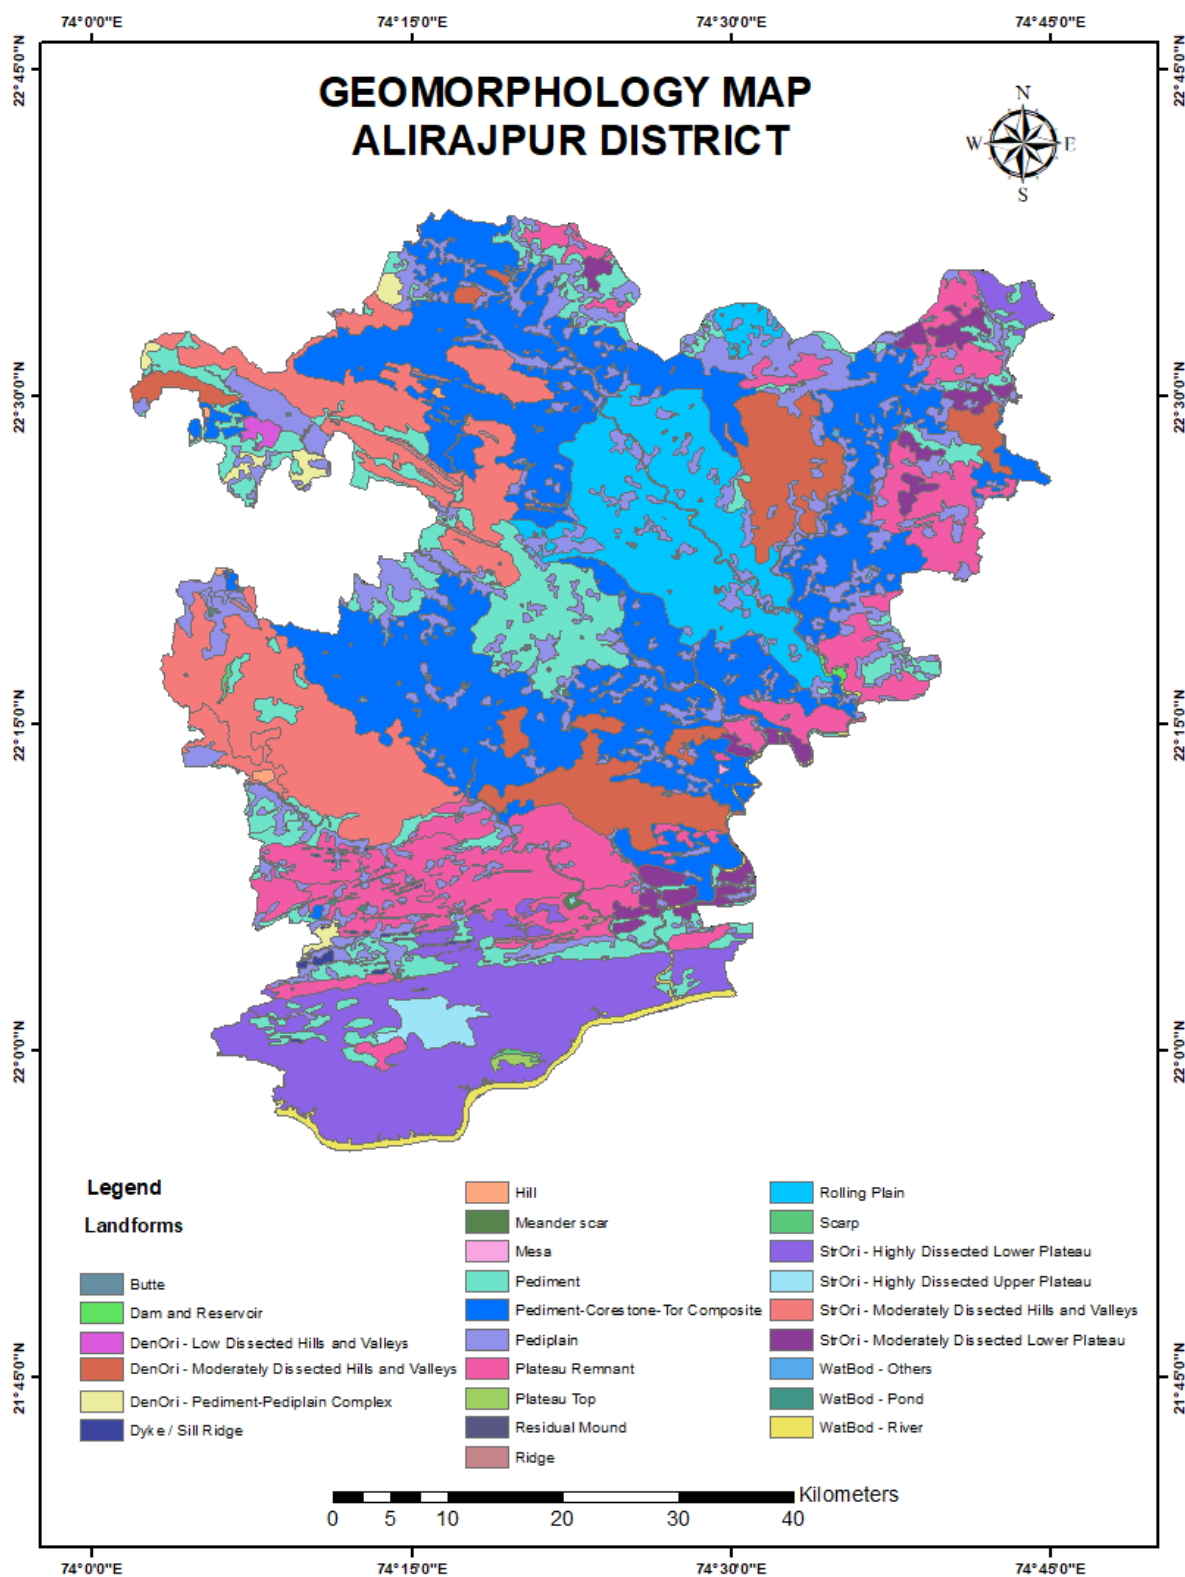 74°0'0"E
74°15'0"E
74°30'0"E
74°45'0"E
22°45'0"N
22°45'0"N
GEOMORPHOLOGY MAP
ALIRAJPUR DISTRICT
N
W
E
S
22°30'0"N
22°30'0"N
22°15'0"N
22°15'0"N
22°0'0"N
22°0'0"N
21°45'0"N
21°45'0"N
Legend
Landforms
Butte
Dam and Reservoir
DenOri - Low Dissected Hills and Valleys
DenOri - Moderately Dissected Hills and Valleys
DenOri - Pediment-Pediplain Complex
Dyke / Sill Ridge
Hill
Meander scar
Mesa
Pediment
Pediment-Corestone-Tor Composite
Pediplain
Plateau Remnant
Plateau Top
Residual Mound
Ridge
Rolling Plain
Scarp
StrOri - Highly Dissected Lower Plateau
StrOri - Highly Dissected Upper Plateau
StrOri - Moderately Dissected Hills and Valleys
StrOri - Moderately Dissected Lower Plateau
WatBod - Others
WatBod - Pond
WatBod - River
Kilometers
0 5 10 20 30 40
74°0'0"E
74°15'0"E
74°30'0"E
74°45'0"E